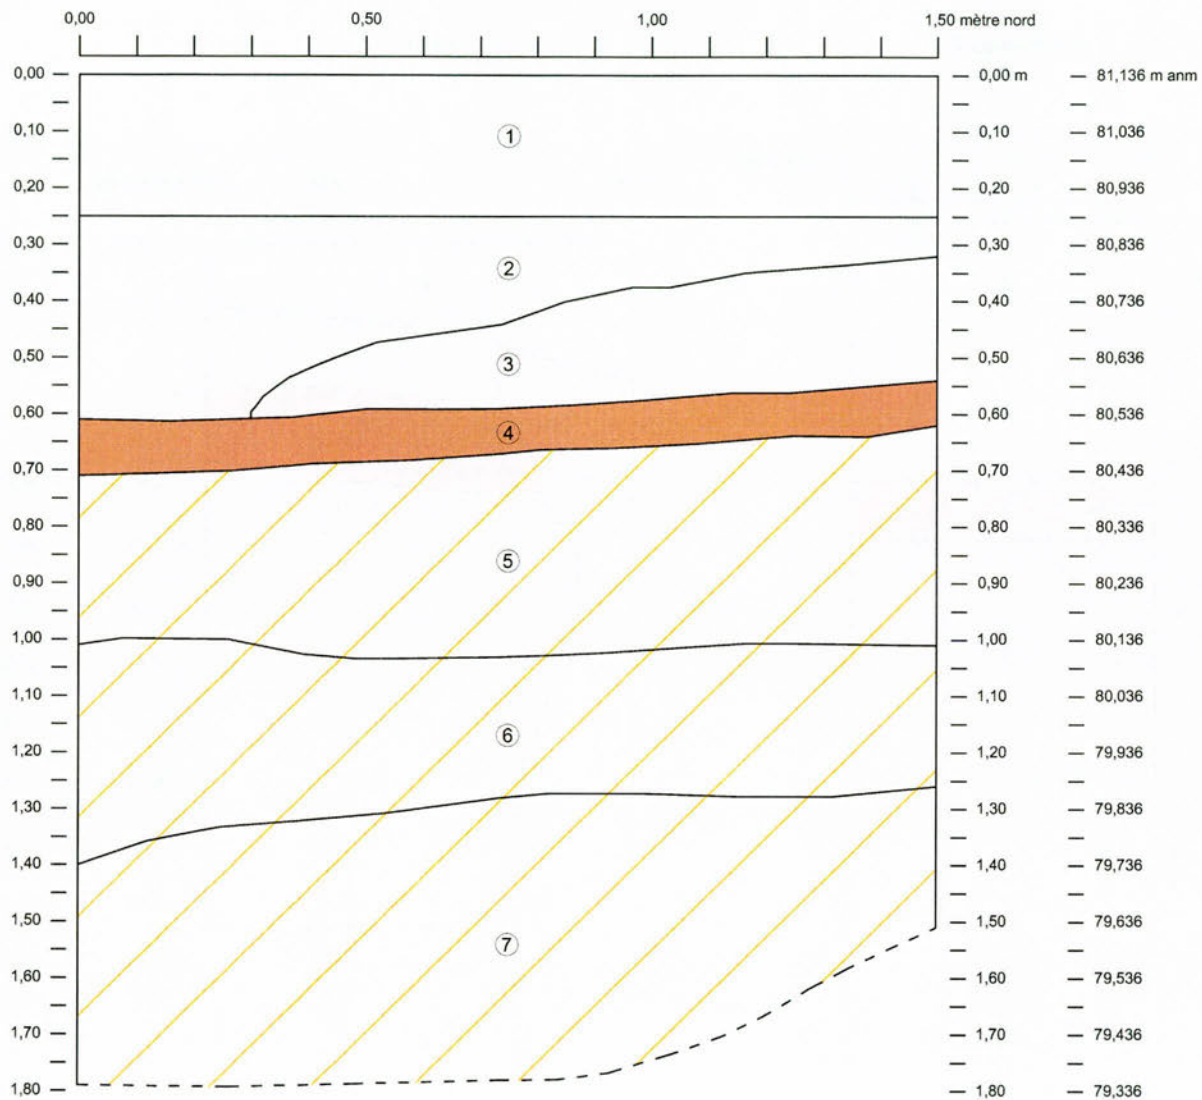 0,00 0,50 1,00 1,50 mètre nord
0,00 0,00 m 81,136 m anm
0,10 ① 0,10 81,036
0,20 0,20 80,936
0,30 0,30 80,836
②
0,40 0,40 80,736
0,50 ③ 0,50 80,636
0,60 0,60 80,536
④
0,70 0,70 80,436
0,80 0,80 80,336
⑤
0,90 0,90 80,236
1,00 1,00 80,136
1,10 1,10 80,036
⑥
1,20 1,20 79,936
1,30 1,30 79,836
1,40 1,40 79,736
1,50 1,50 79,636
⑦
1,60 1,60 79,536
1,70 1,70 79,436
1,80 1,80 79,336